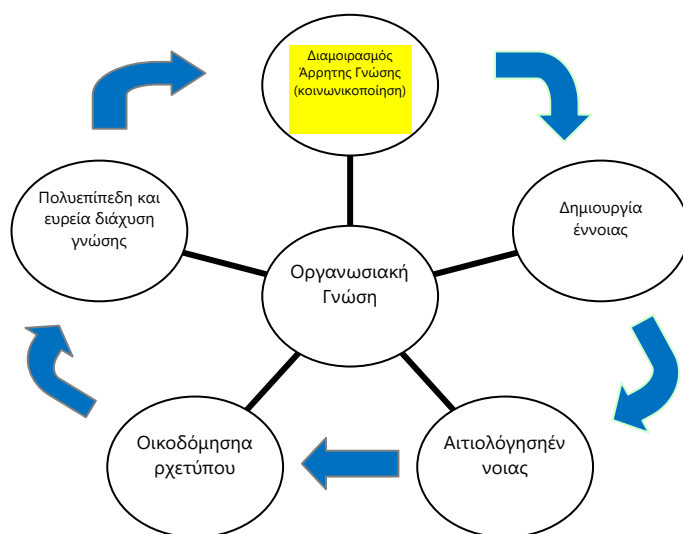 Διαμοιρασμός
Άρρητης Γνώσης
(κοινωνικοποίηση)
Πολυεπίπεδη και
ευρεία διάχυση
γνώσης
Δημιουργία
έννοιας
Οργανωσιακή
Γνώση
Οικοδόμησηα
ρχετύπου
Αιτιολόγησηέν
νοιας